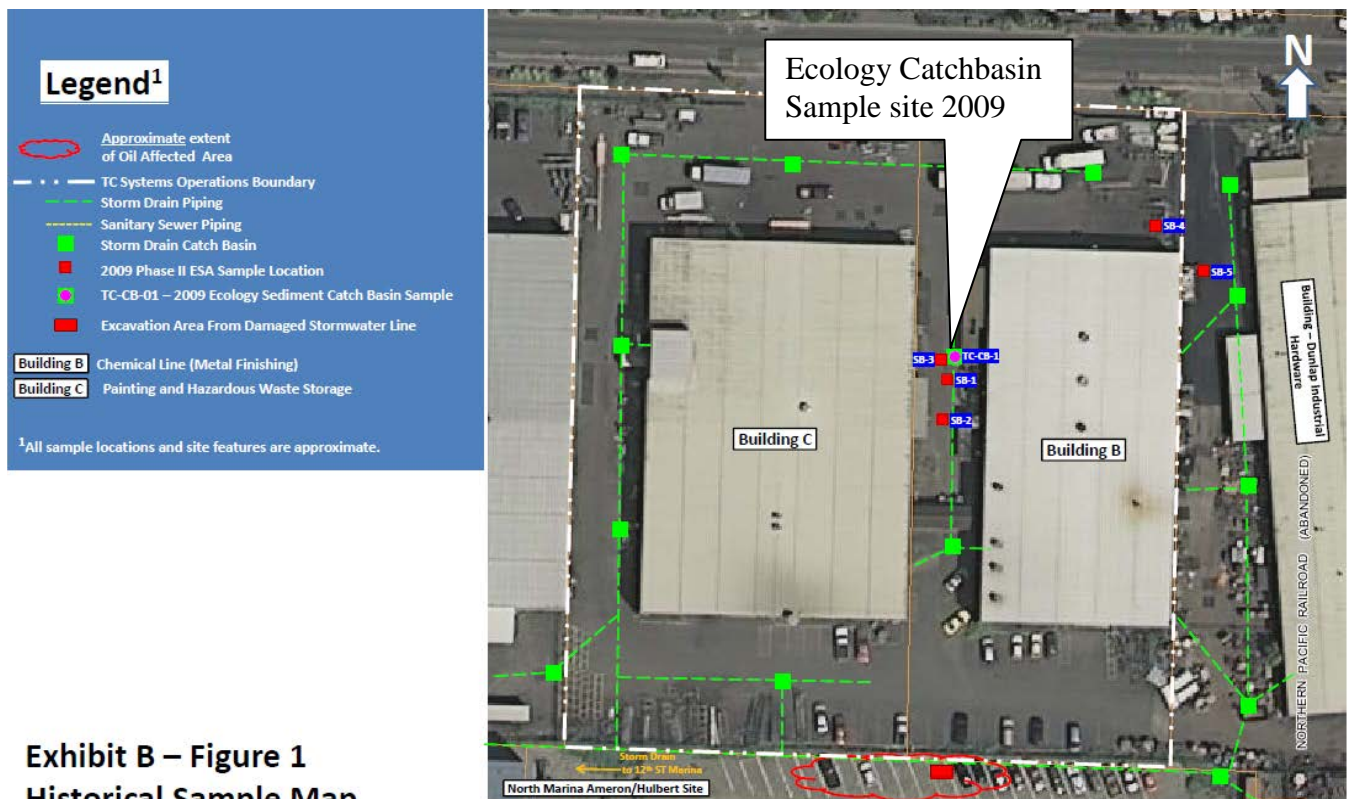 Legend1
Approximate extent
of Oil Affected Area
TC Systems Operations Boundary
Storm Drain Piping
Sanitary Sewer Piping
Storm Drain Catch Basin
2009 Phase II ESA Sample Location
TC-CB-01 – 2009 Ecology Sediment Catch Basin Sample
Excavation Area From Damaged Stormwater Line
Building B Chemical Line (Metal Finishing)
Building C Painting and Hazardous Waste Storage
1All sample locations and site features are approximate.
Exhibit B – Figure 1
Historical Sample Map
Ecology Catchbasin
Sample site 2009
N
SB-4
SB-5
SB-3
TC-CB-1
SB-1
SB-2
Building C
Building B
Building – Dunlap Industrial
Hardware
NORTHERN PACIFIC RAILROAD (ABANDONED)
Storm Drain
to 12th ST Marina
North Marina Ameron/Hulbert Site